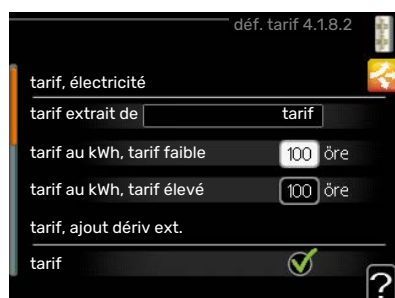 déf. tarif 4.1.8.2
tarif, électricité
tarif extrait de tarif
tarif au kWh, tarif faible 100 öre
tarif au kWh, tarif élevé 100 öre
tarif, ajout dériv ext.
tarif
?